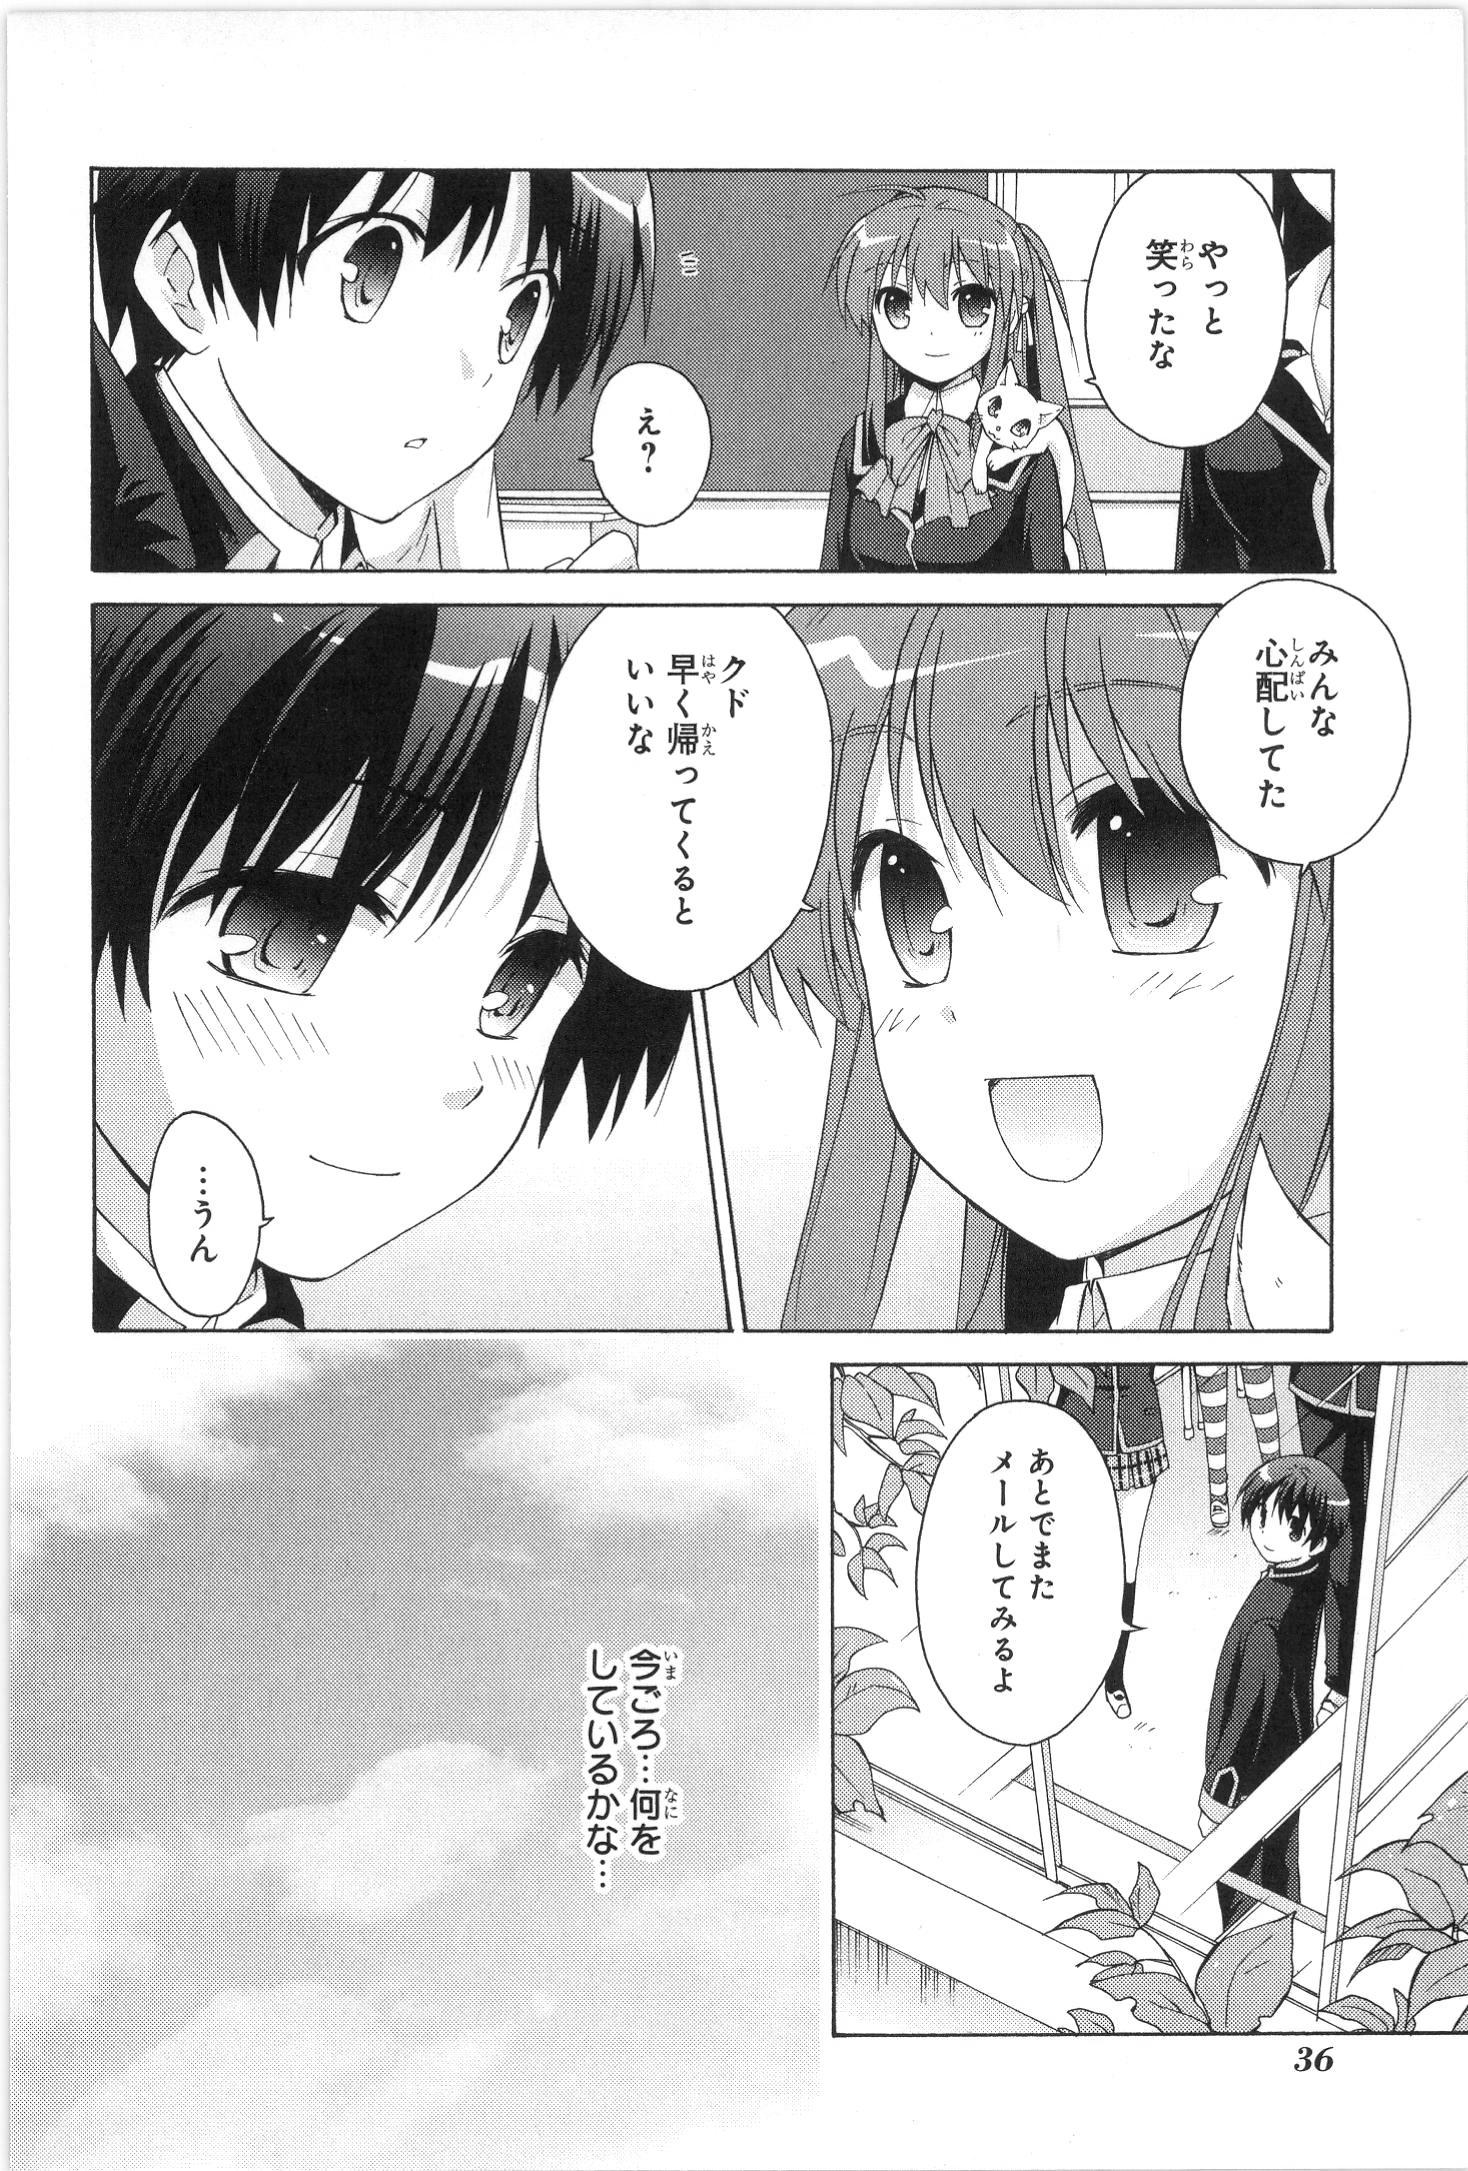 やっと
笑ったな
え?
みんな
心配してた
クド
早く帰ってくると
いいな
…うん
あとでまた
メールしてみるよ
今ごろ…何を
しているかな…
36